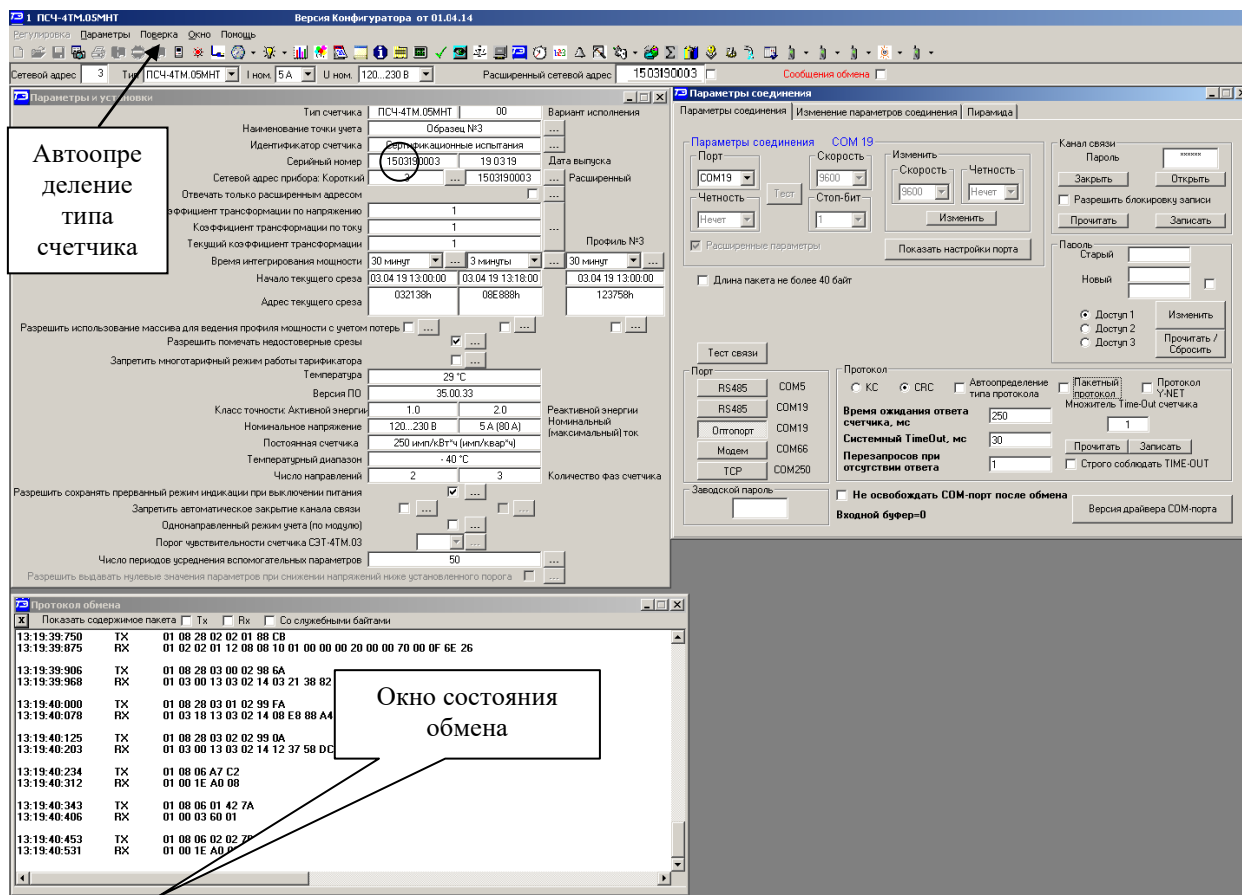 1 ПСЧ-4ТМ.05МНТ Версия Конфигуратора от 01.04.14
Регулировка Параметры Поверка Окно Помощь
Сетевой адрес 3 Тип ПСЧ-4ТМ.05МНТ I ном. 5 А U ном. 120..230 В Расширенный сетевой адрес 1503190003 Сообщения обмена
Параметры и установки
Тип счетчика ПСЧ-4ТМ.05МНТ 00 Вариант исполнения
Наименование точки учета Образец №3 ...
Идентификатор счетчика Сертификационные испытания ...
Серийный номер 1503190003 190319 Дата выпуска
Сетевой адрес прибора: Короткий 3 ... 1503190003 ... Расширенный
Отвечать только расширенным адресом ...
эффициент трансформации по напряжению 1
Коэффициент трансформации по току 1 ...
Текущий коэффициент трансформации 1 Профиль №3
Время интегрирования мощности 30 минут ... 3 минуты ... 30 минут ...
Начало текущего среза 03.04 19 13:00:00 03.04 19 13:18:00 03.04 19 13:00:00
Адрес текущего среза 032138h 08E888h 123758h
Разрешить использование массива для ведения профиля мощности с учетом потерь ... ... ...
Разрешить помечать недостоверные срезы ...
Запретить многотарифный режим работы тарификатора ...
Температура 29 °C
Версия ПО 35.00.33
Класс точности: Активной энергии 1.0 2.0 Реактивной энергии
Номинальное напряжение 120...230 В 5 А (80 А) Номинальный (максимальный) ток
Постоянная счетчика 250 имп/кВт*ч (имп/квар*ч)
Температурный диапазон - 40 °C
Число направлений 2 3 Количество фаз счетчика
Разрешить сохранять прерванный режим индикации при выключении питания ...
Запретить автоматическое закрытие канала связи ... ...
Однонаправленный режим учета (по модулю) ...
Порог чувствительности счетчика СЭТ-4ТМ.03 ...
Число периодов усреднения вспомогательных параметров 50 ...
Разрешить выдавать нулевые значения параметров при снижении напряжений ниже установленного порога ...
Автоопре
деление
типа
счетчика
Параметры соединения
Параметры соединения Изменение параметров соединения Пирамида
Параметры соединения COM 19
Порт Скорость
COM19 9600
Четность Тест Стоп-бит
Нечет 1
Расширенные параметры
Изменить
Скорость Четность
9600 Нечет
Изменить
Показать настройки порта
Длина пакета не более 40 байт
Канал связи
Пароль ******
Закрыть Открыть
Разрешить блокировку записи
Прочитать Записать
Пароль
Старый
Новый
Доступ 1 Изменить
Доступ 2
Доступ 3 Прочитать / Сбросить
Тест связи
Порт
RS485 COM5
RS485 COM19
Оптопорт COM19
Модем COM66
TCP COM250
Протокол
КС CRC Автоопределение типа протокола Пакетный протокол Протокол Y-NET
Время ожидания ответа счетчика, мс 250 Множитель Time-Out счетчика
1
Системный TimeOut, мс 30 Прочитать Записать
Перезапросов при отсутствии ответа 1 Строго соблюдать TIME-OUT
Заводской пароль
Не освобождать COM-порт после обмена
Входной буфер=0 Версия драйвера COM-порта
Протокол обмена
X Показать содержимое пакета Tx Rx Со служебными байтами
13:19:39:750 TX 01 08 28 02 02 01 88 CB
13:19:39:875 RX 01 02 02 01 12 08 08 10 01 00 00 00 20 00 00 70 00 0F 6E 26
13:19:39:906 TX 01 08 28 03 00 02 98 6A
13:19:39:968 RX 01 03 00 13 03 02 14 03 21 38 82
13:19:40:000 TX 01 08 28 03 01 02 99 FA
13:19:40:078 RX 01 03 18 13 03 02 14 08 E8 88 A4
13:19:40:125 TX 01 08 28 03 02 02 99 0A
13:19:40:203 RX 01 03 00 13 03 02 14 12 37 58 DC
13:19:40:234 TX 01 08 06 A7 C2
13:19:40:312 RX 01 00 1E A0 08
13:19:40:343 TX 01 08 06 01 42 7A
13:19:40:406 RX 01 00 03 60 01
13:19:40:453 TX 01 08 06 02 02
13:19:40:531 RX 01 00 1E A0
Окно состояния
обмена